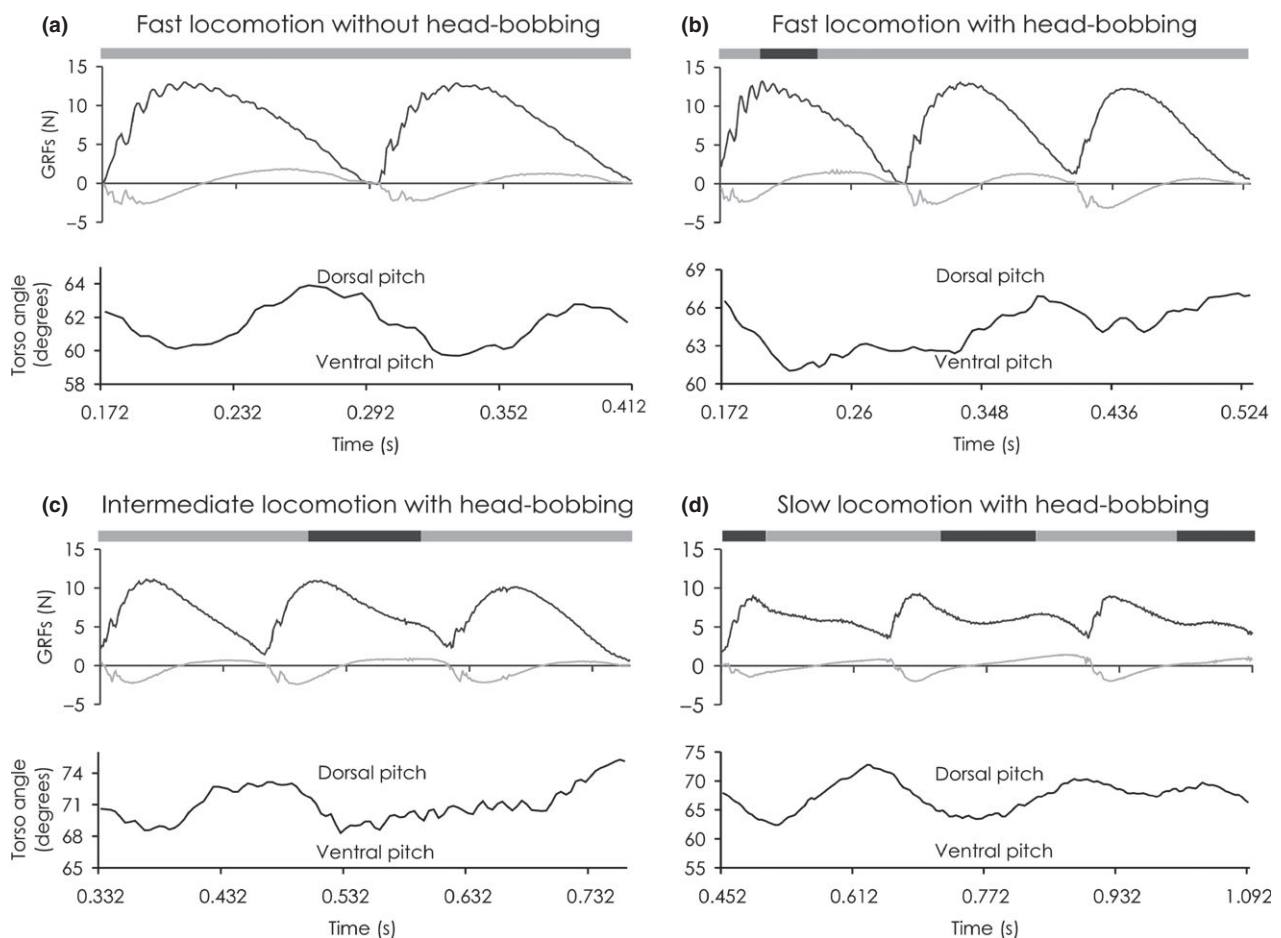 (a) Fast locomotion without head-bobbing
15
10
5
0
−5
GRFs (N)
64
62
60
58
Torso angle
(degrees)
Dorsal pitch
Ventral pitch
0.172 0.232 0.292 0.352 0.412
Time (s)
(b) Fast locomotion with head-bobbing
15
10
5
0
−5
GRFs (N)
69
66
63
60
Dorsal pitch
Ventral pitch
0.172 0.26 0.348 0.436 0.524
Time (s)
(c) Intermediate locomotion with head-bobbing
15
10
5
0
−5
GRFs (N)
74
71
68
65
Torso angle
(degrees)
Dorsal pitch
Ventral pitch
0.332 0.432 0.532 0.632 0.732
Time (s)
(d) Slow locomotion with head-bobbing
15
10
5
0
−5
75
70
65
60
55
Dorsal pitch
Ventral pitch
0.452 0.612 0.772 0.932 1.092
Time (s)